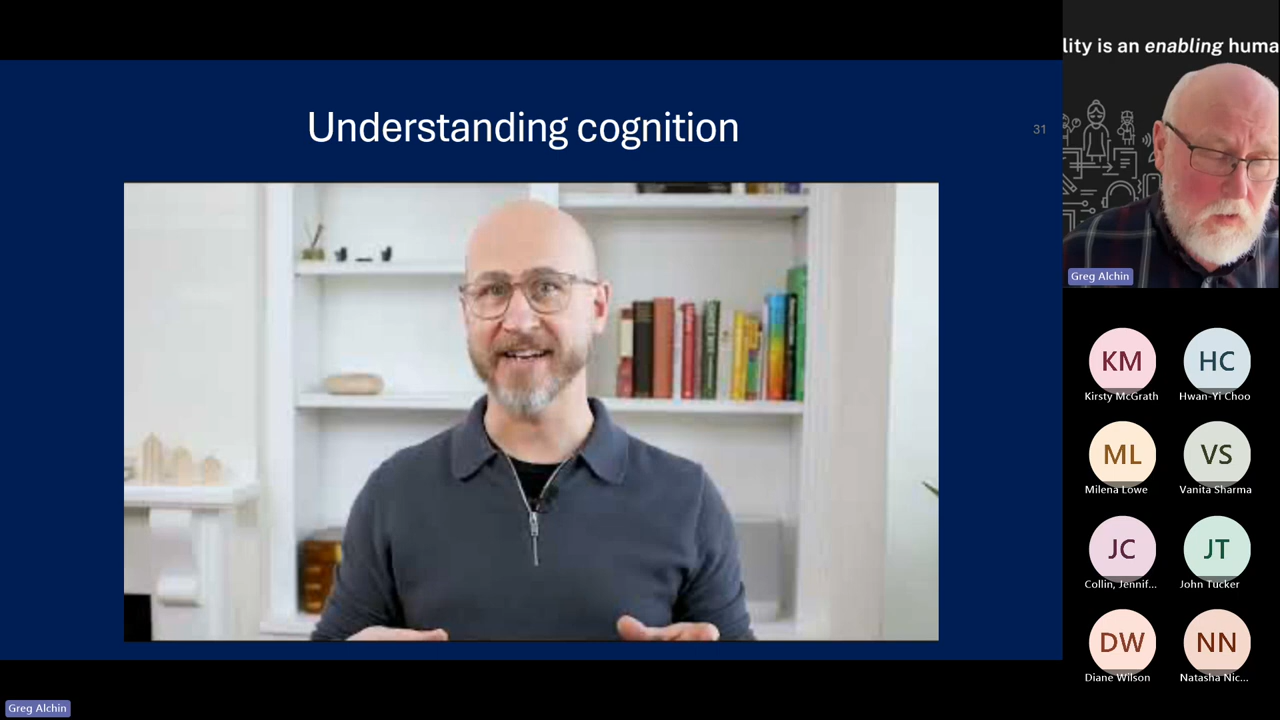 Understanding cognition
31
lity is an enabling huma
Greg Alchin
KM
Kirsty McGrath
HC
Hwan-Yi Choo
ML
Milena Lowe
VS
Vanita Sharma
JC
Collin, Jennif...
JT
John Tucker
DW
Diane Wilson
NN
Natasha Nic...
Greg Alchin